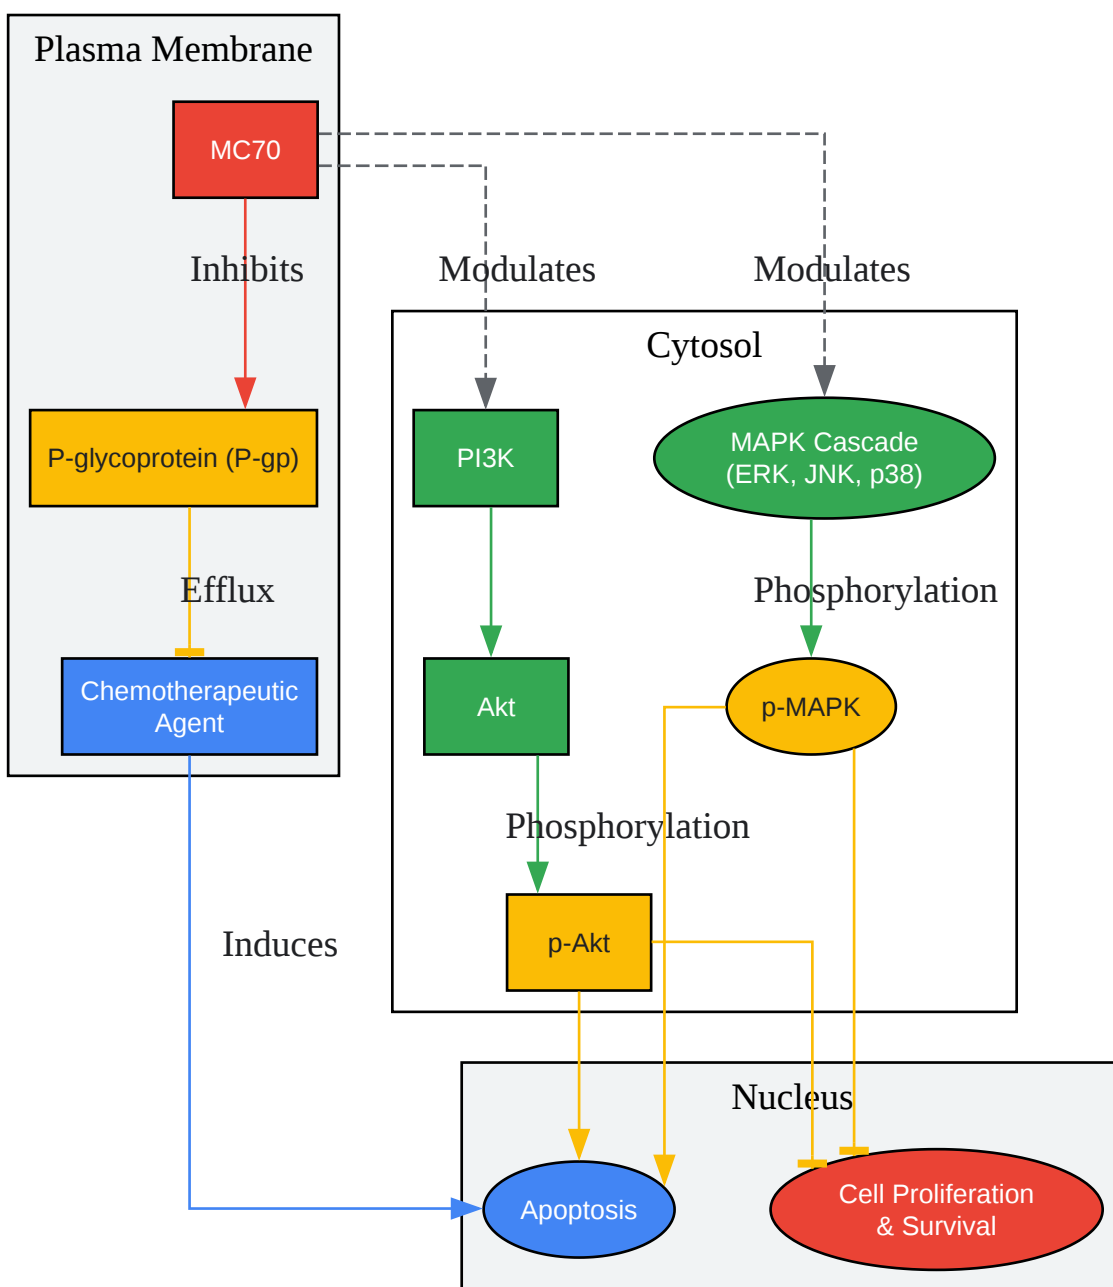 Plasma Membrane
MC70
Inhibits
Modulates
Modulates
Cytosol
P-glycoprotein (P-gp)
PI3K
MAPK Cascade
(ERK, JNK, p38)
Efflux
Phosphorylation
Chemotherapeutic
Agent
Akt
p-MAPK
Phosphorylation
Induces
p-Akt
Nucleus
Apoptosis
Cell Proliferation
& Survival